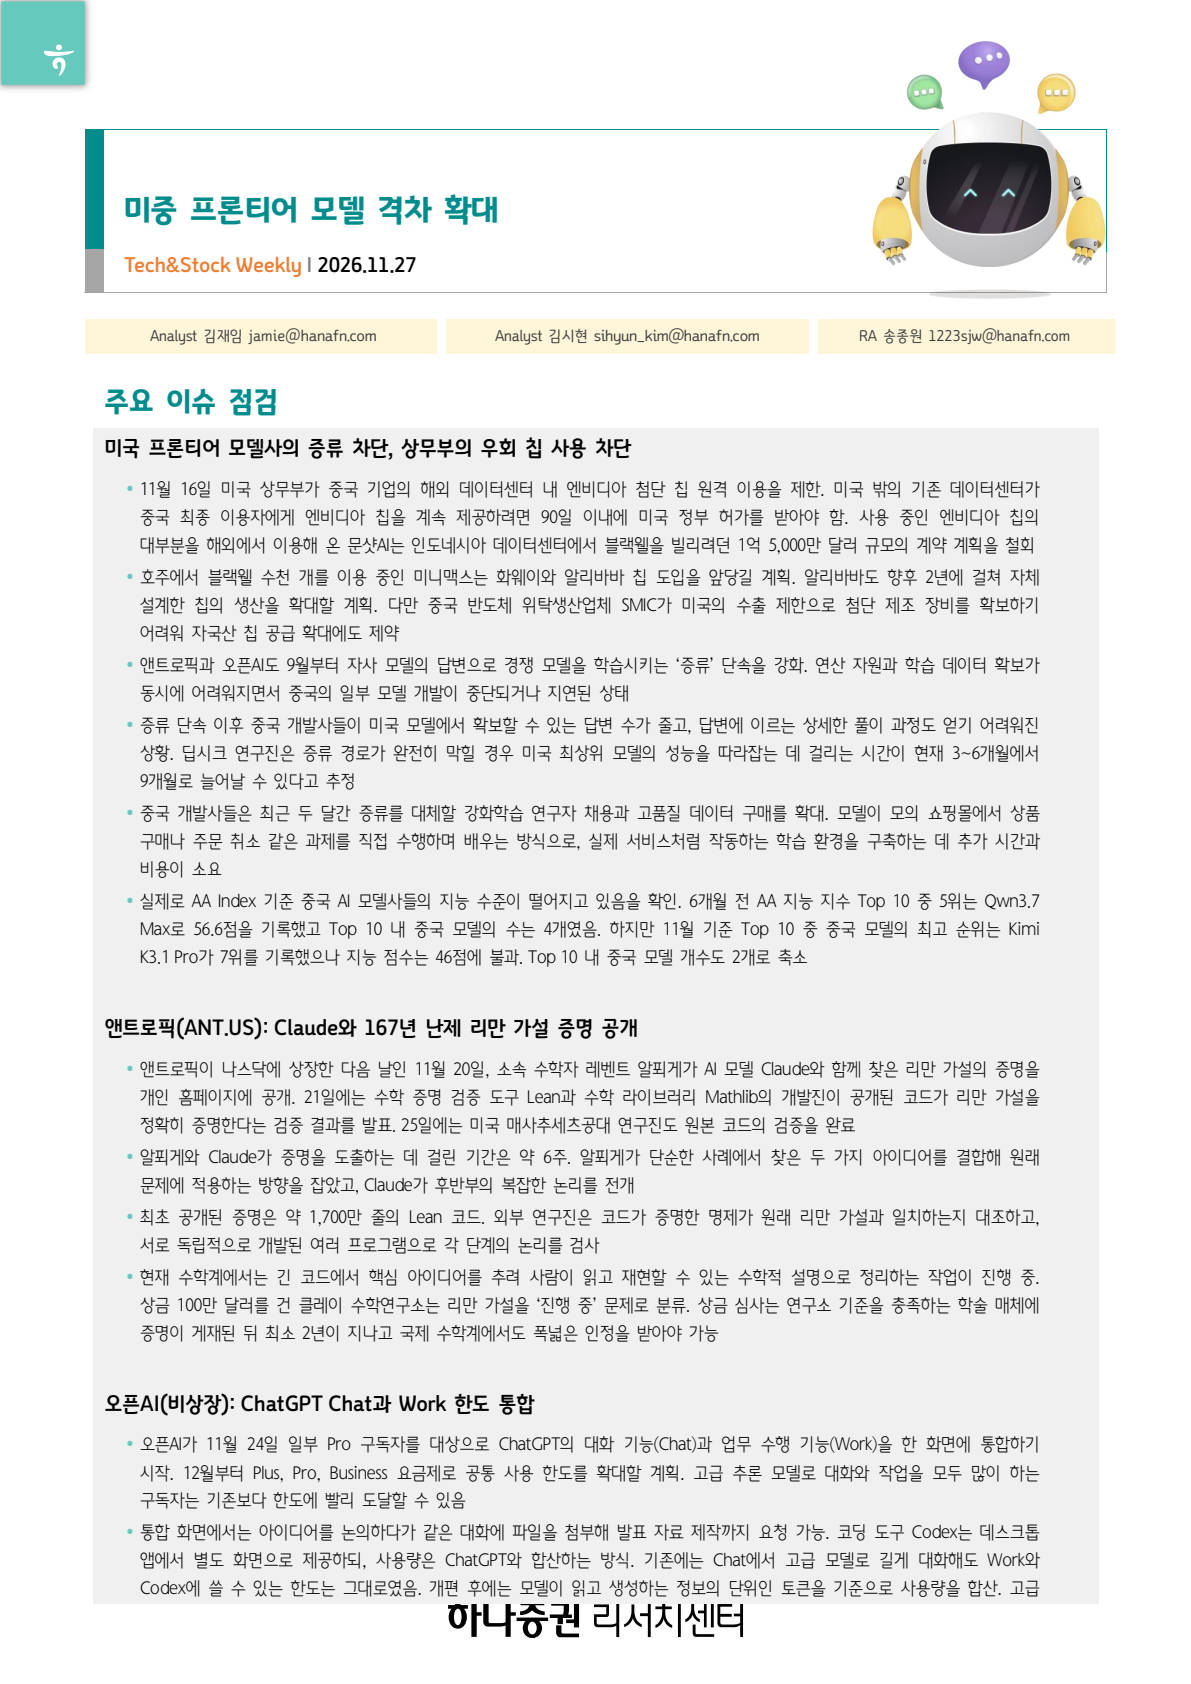 미중 프론티어 모델 격차 확대
Tech&Stock Weekly | 2026.11.27
Analyst 김재임 jamie@hanafn.com
Analyst 김시현 sihyun_kim@hanafn.com
RA 송종원 1223sjw@hanafn.com
주요 이슈 점검
미국 프론티어 모델사의 증류 차단, 상무부의 우회 칩 사용 차단
• 11월 16일 미국 상무부가 중국 기업의 해외 데이터센터 내 엔비디아 첨단 칩 원격 이용을 제한. 미국 밖의 기존 데이터센터가
중국 최종 이용자에게 엔비디아 칩을 계속 제공하려면 90일 이내에 미국 정부 허가를 받아야 함. 사용 중인 엔비디아 칩의
대부분을 해외에서 이용해 온 문샷AI는 인도네시아 데이터센터에서 블랙웰을 빌리려던 1억 5,000만 달러 규모의 계약 계획을 철회
• 호주에서 블랙웰 수천 개를 이용 중인 미니맥스는 화웨이와 알리바바 칩 도입을 앞당길 계획. 알리바바도 향후 2년에 걸쳐 자체
설계한 칩의 생산을 확대할 계획. 다만 중국 반도체 위탁생산업체 SMIC가 미국의 수출 제한으로 첨단 제조 장비를 확보하기
어려워 자국산 칩 공급 확대에도 제약
• 앤트로픽과 오픈AI도 9월부터 자사 모델의 답변으로 경쟁 모델을 학습시키는 ‘증류’ 단속을 강화. 연산 자원과 학습 데이터 확보가
동시에 어려워지면서 중국의 일부 모델 개발이 중단되거나 지연된 상태
• 증류 단속 이후 중국 개발사들이 미국 모델에서 확보할 수 있는 답변 수가 줄고, 답변에 이르는 상세한 풀이 과정도 얻기 어려워진
상황. 딥시크 연구진은 증류 경로가 완전히 막힐 경우 미국 최상위 모델의 성능을 따라잡는 데 걸리는 시간이 현재 3~6개월에서
9개월로 늘어날 수 있다고 추정
• 중국 개발사들은 최근 두 달간 증류를 대체할 강화학습 연구자 채용과 고품질 데이터 구매를 확대. 모델이 모의 쇼핑몰에서 상품
구매나 주문 취소 같은 과제를 직접 수행하며 배우는 방식으로, 실제 서비스처럼 작동하는 학습 환경을 구축하는 데 추가 시간과
비용이 소요
• 실제로 AA Index 기준 중국 AI 모델사들의 지능 수준이 떨어지고 있음을 확인. 6개월 전 AA 지능 지수 Top 10 중 5위는 Qwn3.7
Max로 56.6점을 기록했고 Top 10 내 중국 모델의 수는 4개였음. 하지만 11월 기준 Top 10 중 중국 모델의 최고 순위는 Kimi
K3.1 Pro가 7위를 기록했으나 지능 점수는 46점에 불과. Top 10 내 중국 모델 개수도 2개로 축소
앤트로픽(ANT.US): Claude와 167년 난제 리만 가설 증명 공개
• 앤트로픽이 나스닥에 상장한 다음 날인 11월 20일, 소속 수학자 레벤트 알피게가 AI 모델 Claude와 함께 찾은 리만 가설의 증명을
개인 홈페이지에 공개. 21일에는 수학 증명 검증 도구 Lean과 수학 라이브러리 Mathlib의 개발진이 공개된 코드가 리만 가설을
정확히 증명한다는 검증 결과를 발표. 25일에는 미국 매사추세츠공대 연구진도 원본 코드의 검증을 완료
• 알피게와 Claude가 증명을 도출하는 데 걸린 기간은 약 6주. 알피게가 단순한 사례에서 찾은 두 가지 아이디어를 결합해 원래
문제에 적용하는 방향을 잡았고, Claude가 후반부의 복잡한 논리를 전개
• 최초 공개된 증명은 약 1,700만 줄의 Lean 코드. 외부 연구진은 코드가 증명한 명제가 원래 리만 가설과 일치하는지 대조하고,
서로 독립적으로 개발된 여러 프로그램으로 각 단계의 논리를 검사
• 현재 수학계에서는 긴 코드에서 핵심 아이디어를 추려 사람이 읽고 재현할 수 있는 수학적 설명으로 정리하는 작업이 진행 중.
상금 100만 달러를 건 클레이 수학연구소는 리만 가설을 ‘진행 중’ 문제로 분류. 상금 심사는 연구소 기준을 충족하는 학술 매체에
증명이 게재된 뒤 최소 2년이 지나고 국제 수학계에서도 폭넓은 인정을 받아야 가능
오픈AI(비상장): ChatGPT Chat과 Work 한도 통합
• 오픈AI가 11월 24일 일부 Pro 구독자를 대상으로 ChatGPT의 대화 기능(Chat)과 업무 수행 기능(Work)을 한 화면에 통합하기
시작. 12월부터 Plus, Pro, Business 요금제로 공통 사용 한도를 확대할 계획. 고급 추론 모델로 대화와 작업을 모두 많이 하는
구독자는 기존보다 한도에 빨리 도달할 수 있음
• 통합 화면에서는 아이디어를 논의하다가 같은 대화에 파일을 첨부해 발표 자료 제작까지 요청 가능. 코딩 도구 Codex는 데스크톱
앱에서 별도 화면으로 제공하되, 사용량은 ChatGPT와 합산하는 방식. 기존에는 Chat에서 고급 모델로 길게 대화해도 Work와
Codex에 쓸 수 있는 한도는 그대로였음. 개편 후에는 모델이 읽고 생성하는 정보의 단위인 토큰을 기준으로 사용량을 합산. 고급
하나증권 리서치센터